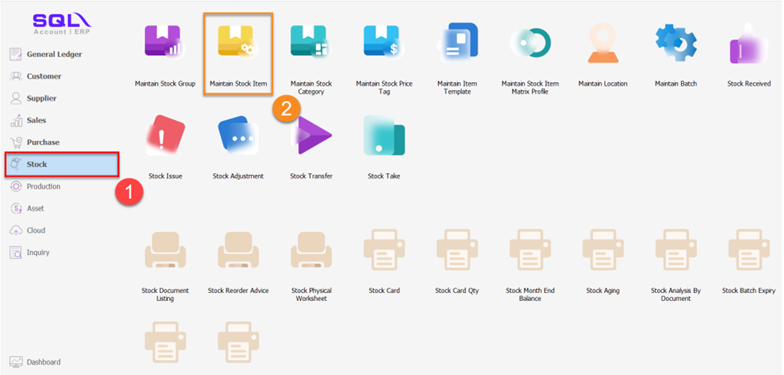 SQL
Account | ERP
General Ledger
Customer
Supplier
Sales
Purchase
Stock
Production
Asset
Cloud
Inquiry
Dashboard
1
Maintain Stock Group
Maintain Stock Item
Maintain Stock
Category
Maintain Stock Price
Tag
Maintain Item
Template
Maintain Stock Item
Matrix Profile
Maintain Location
Maintain Batch
Stock Received
2
Stock Issue
Stock Adjustment
Stock Transfer
Stock Take
Stock Document
Listing
Stock Reorder Advice
Stock Physical
Worksheet
Stock Card
Stock Card Qty
Stock Month End
Balance
Stock Aging
Stock Analysis By
Document
Stock Batch Expiry